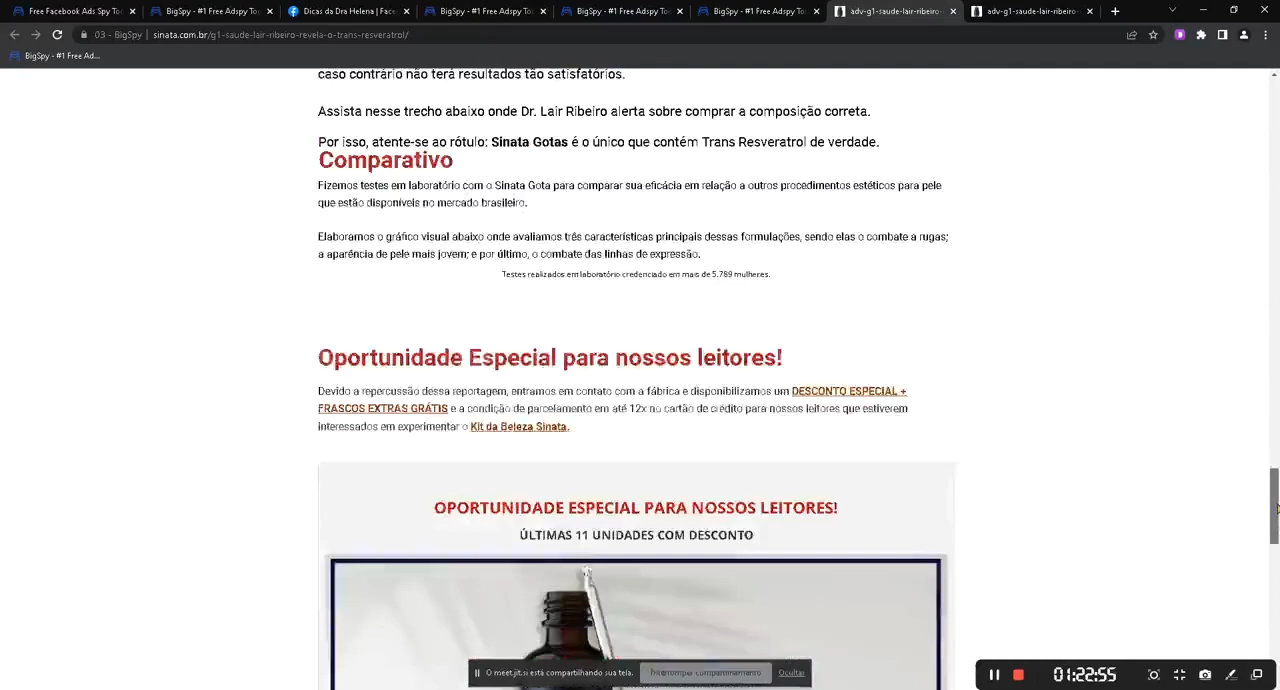 Free Facebook Ads Spy To
BigSpy - #1 Free Adspy To
Dicas da Dra Helena | Face
BigSpy - #1 Free Adspy To
BigSpy - #1 Free Adspy To
BigSpy - #1 Free Adspy To
adv-g1-saude-lair-ribeiro-
adv-g1-saude-lair-ribeiro-
03 - BigSpy | sinata.com.br/g1-saude-lair-ribeiro-revela-o-trans-resveratrol/
BigSpy - #1 Free Ad...
caso contrário não terá resultados tão satisfatórios.
Assista nesse trecho abaixo onde Dr. Lair Ribeiro alerta sobre comprar a composição correta.
Por isso, atente-se ao rótulo: Sinata Gotas é o único que contém Trans Resveratrol de verdade.
Comparativo
Fizemos testes em laboratório com o Sinata Gota para comparar sua eficácia em relação a outros procedimentos estéticos para pele
que estão disponíveis no mercado brasileiro.
Elaboramos o gráfico visual abaixo onde avaliamos três características principais dessas formulações, sendo elas o combate a rugas;
a aparência de pele mais jovem; e por último, o combate das linhas de expressão.
Testes realizados em laboratório credenciado em mais de 5.789 mulheres.
Oportunidade Especial para nossos leitores!
Devido a repercussão dessa reportagem, entramos em contato com a fábrica e disponibilizamos um DESCONTO ESPECIAL +
FRASCOS EXTRAS GRÁTIS e a condição de parcelamento em até 12x no cartão de crédito para nossos leitores que estiverem
interessados em experimentar o Kit da Beleza Sinata.
OPORTUNIDADE ESPECIAL PARA NOSSOS LEITORES!
ÚLTIMAS 11 UNIDADES COM DESCONTO
O meet.jit.si está compartilhando sua tela.
Interromper compartilhamento
Ocultar
01:22:55